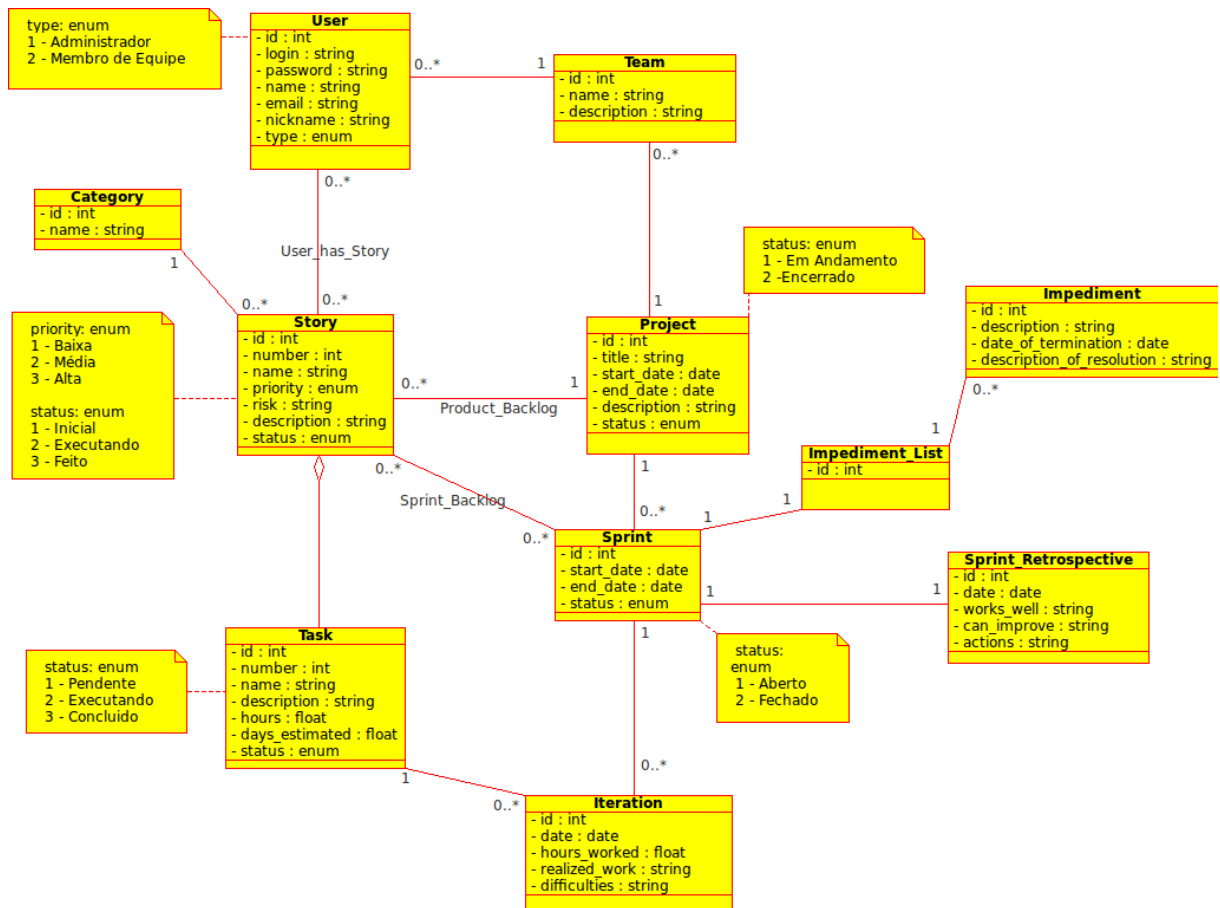 type: enum
1 - Administrador
2 - Membro de Equipe
User
- id : int
- login : string
- password : string
- name : string
- email : string
- nickname : string
- type : enum
0..*
1
Team
- id : int
- name : string
- description : string
0..*
0..*
Category
- id : int
- name : string
1
User_has_Story
0..*
0..*
status: enum
1 - Em Andamento
2 -Encerrado
1
priority: enum
1 - Baixa
2 - Média
3 - Alta
status: enum
1 - Inicial
2 - Executando
3 - Feito
Story
- id : int
- number : int
- name : string
- priority : enum
- risk : string
- description : string
- status : enum
0..*
1
Product_Backlog
Project
- id : int
- title : string
- start_date : date
- end_date : date
- description : string
- status : enum
Impediment
- id : int
- description : string
- date_of_termination : date
- description_of_resolution : string
0..*
1
Impediment_List
- id : int
1
1
0..*
Sprint_Backlog
0..*
1
0..*
Sprint
- id : int
- start_date : date
- end_date : date
- status : enum
1
1
Sprint_Retrospective
- id : int
- date : date
- works_well : string
- can_improve : string
- actions : string
1
status:
enum
1 - Aberto
2 - Fechado
status: enum
1 - Pendente
2 - Executando
3 - Concluido
Task
- id : int
- number : int
- name : string
- description : string
- hours : float
- days_estimated : float
- status : enum
1
0..*
0..*
Iteration
- id : int
- date : date
- hours_worked : float
- realized_work : string
- difficulties : string